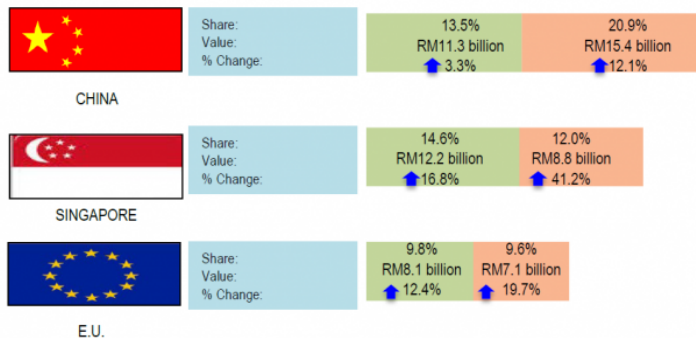 Share: 13.5% 20.9%
Value: RM11.3 billion RM15.4 billion
% Change: 3.3% 12.1%
CHINA
Share: 14.6% 12.0%
Value: RM12.2 billion RM8.8 billion
% Change: 16.8% 41.2%
SINGAPORE
Share: 9.8% 9.6%
Value: RM8.1 billion RM7.1 billion
% Change: 12.4% 19.7%
E.U.